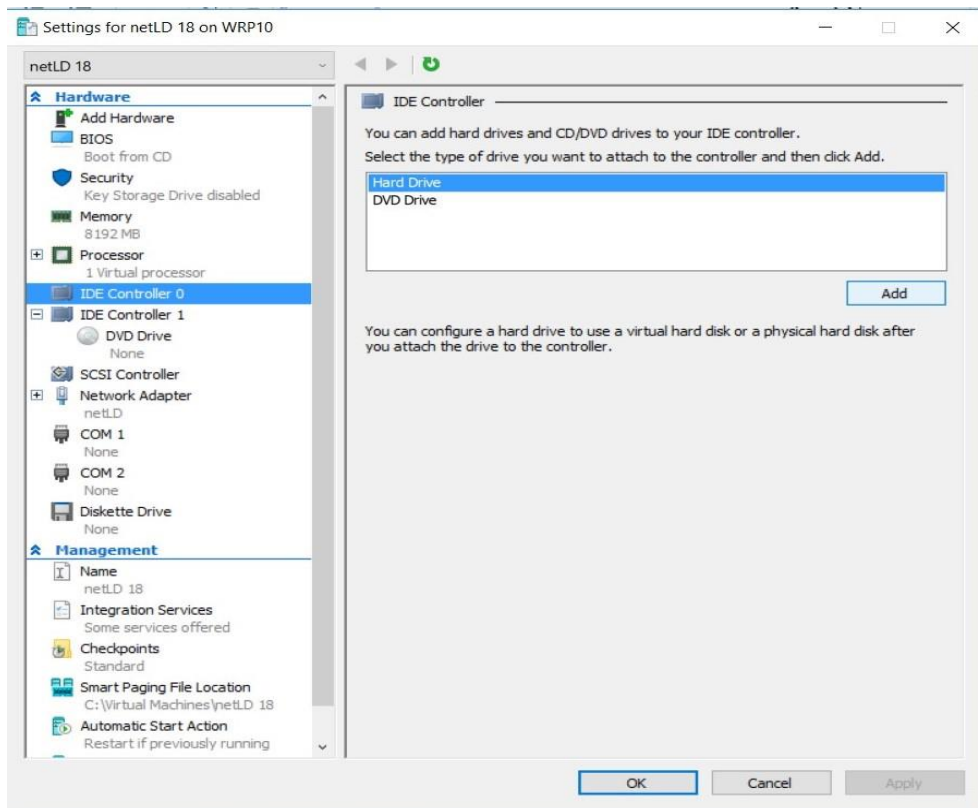 Settings for netLD 18 on WRP10
netLD 18
Hardware
Add Hardware
BIOS
Boot from CD
Security
Key Storage Drive disabled
Memory
8192 MB
Processor
1 Virtual processor
IDE Controller 0
IDE Controller 1
DVD Drive
None
SCSI Controller
Network Adapter
netLD
COM 1
None
COM 2
None
Diskette Drive
None
Management
Name
netLD 18
Integration Services
Some services offered
Checkpoints
Standard
Smart Paging File Location
C:\Virtual Machines\netLD 18
Automatic Start Action
Restart if previously running
IDE Controller
You can add hard drives and CD/DVD drives to your IDE controller.
Select the type of drive you want to attach to the controller and then click Add.
Hard Drive
DVD Drive
Add
You can configure a hard drive to use a virtual hard disk or a physical hard disk after
you attach the drive to the controller.
OK
Cancel
Apply